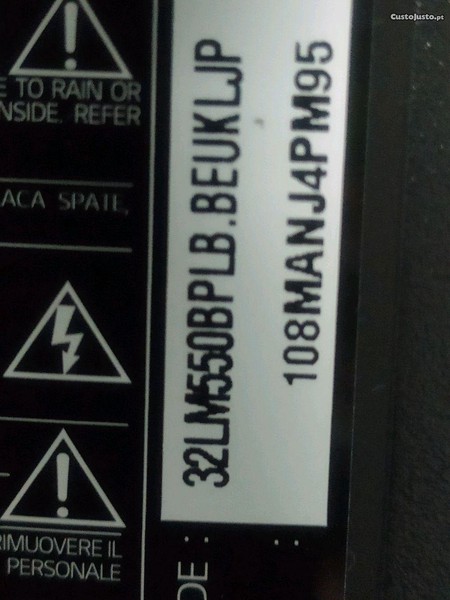 CustoJusto.pt
E TO RAIN OR
NSIDE. REFER
ACA SPATE,
RIMUOVERE IL
PERSONALE
32LM550BPLB.BEUKLJP
108MANJ4PM95
DE :
: